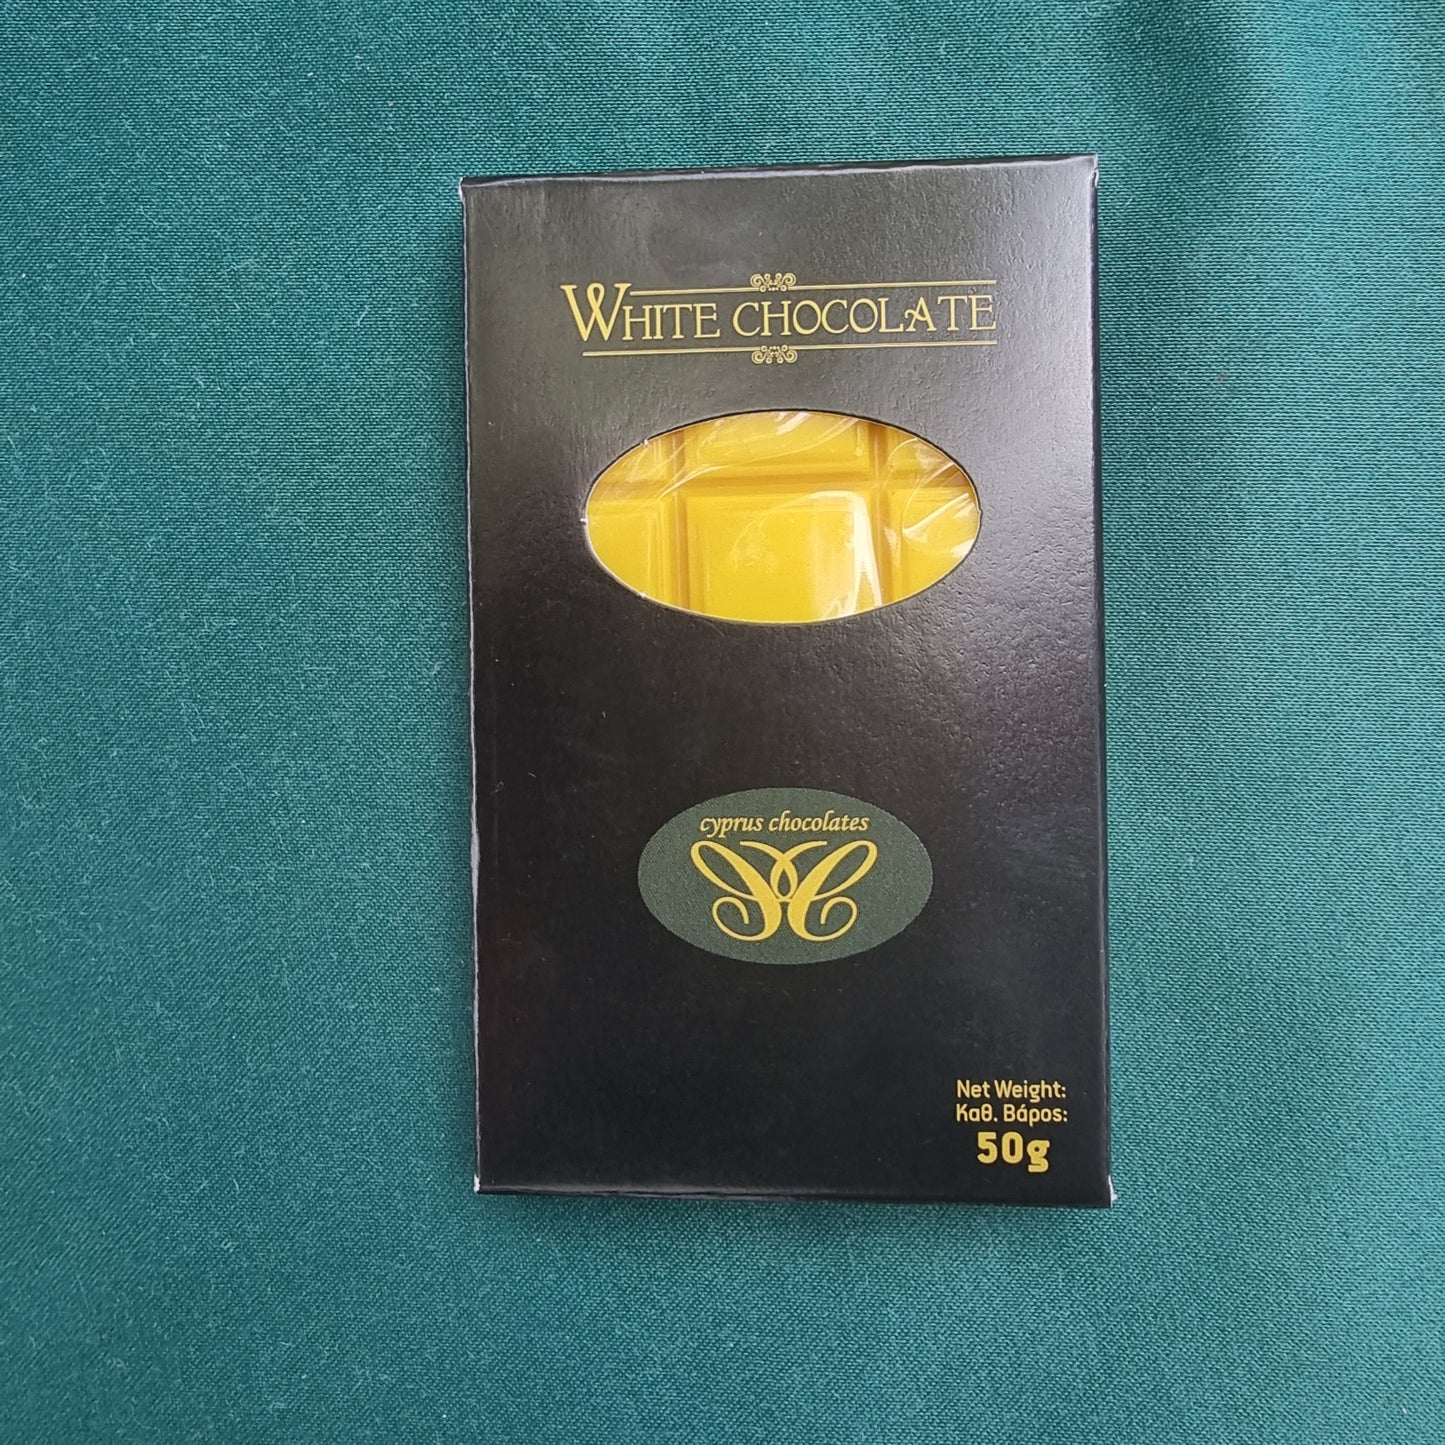 WHITE CHOCOLATE
cyprus chocolates
Net Weight:
Καθ. Βάρος:
50g